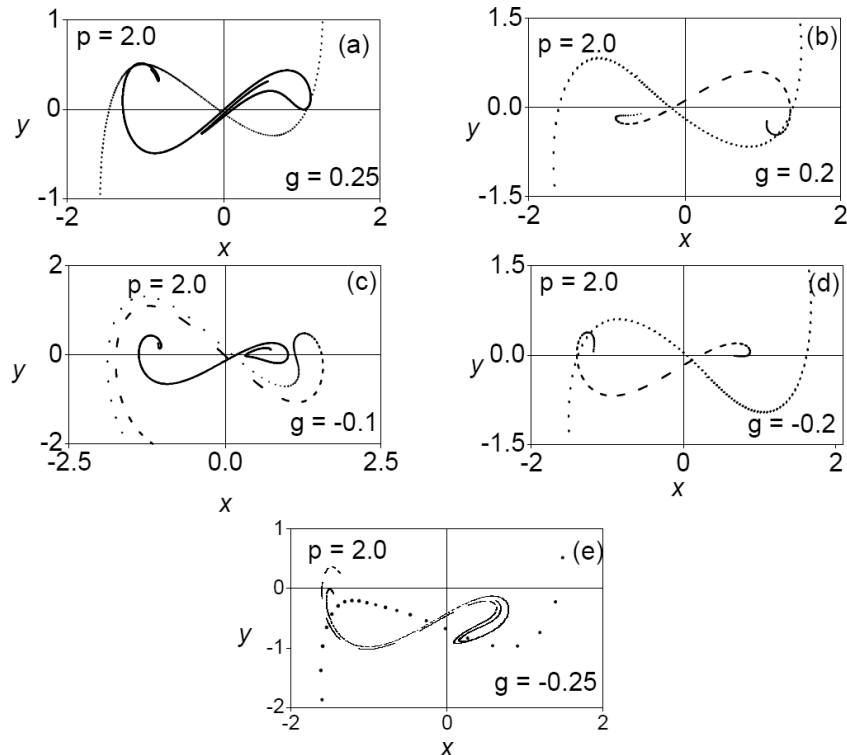 1
p = 2.0
(a)
y
0
g = 0.25
-1
-2
0
2
x
1.5
p = 2.0
(b)
y
0.0
g = 0.2
-1.5
-2
0
2
x
2
p = 2.0
(c)
y
0
g = -0.1
-2
-2.5
0.0
2.5
x
1.5
p = 2.0
(d)
y
0.0
g = -0.2
-1.5
-2
0
2
x
1
p = 2.0
(e)
0
y
-1
g = -0.25
-2
-2
0
2
x